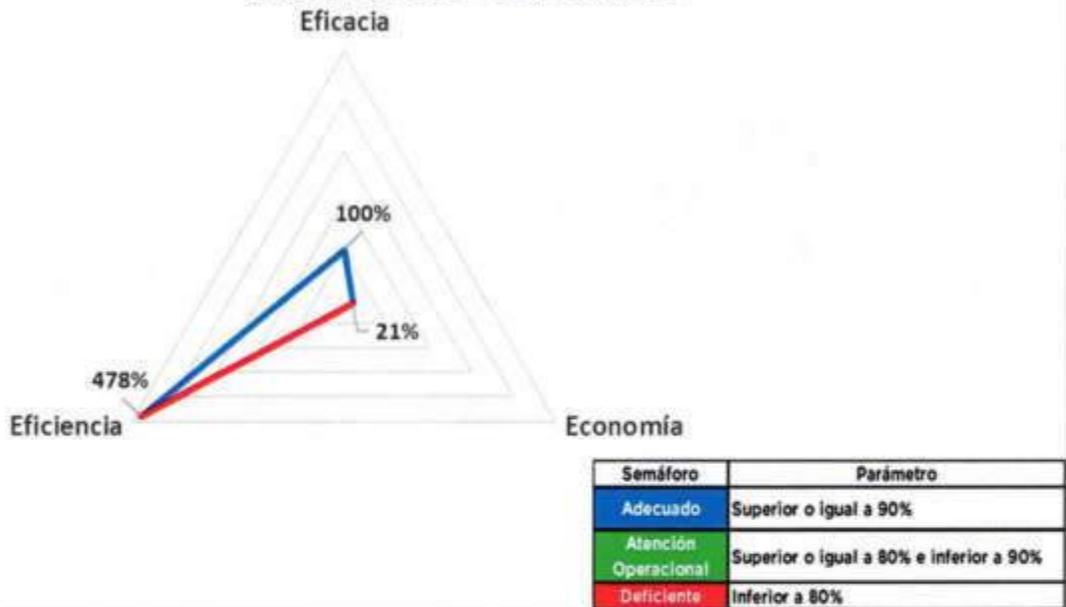 Eficacia
100%
21%
478%
Eficiencia
Economía
Semáforo Parámetro
Adecuado Superior o igual a 90%
Atención
Operacional Superior o igual a 80% e inferior a 90%
Deficiente Inferior a 80%